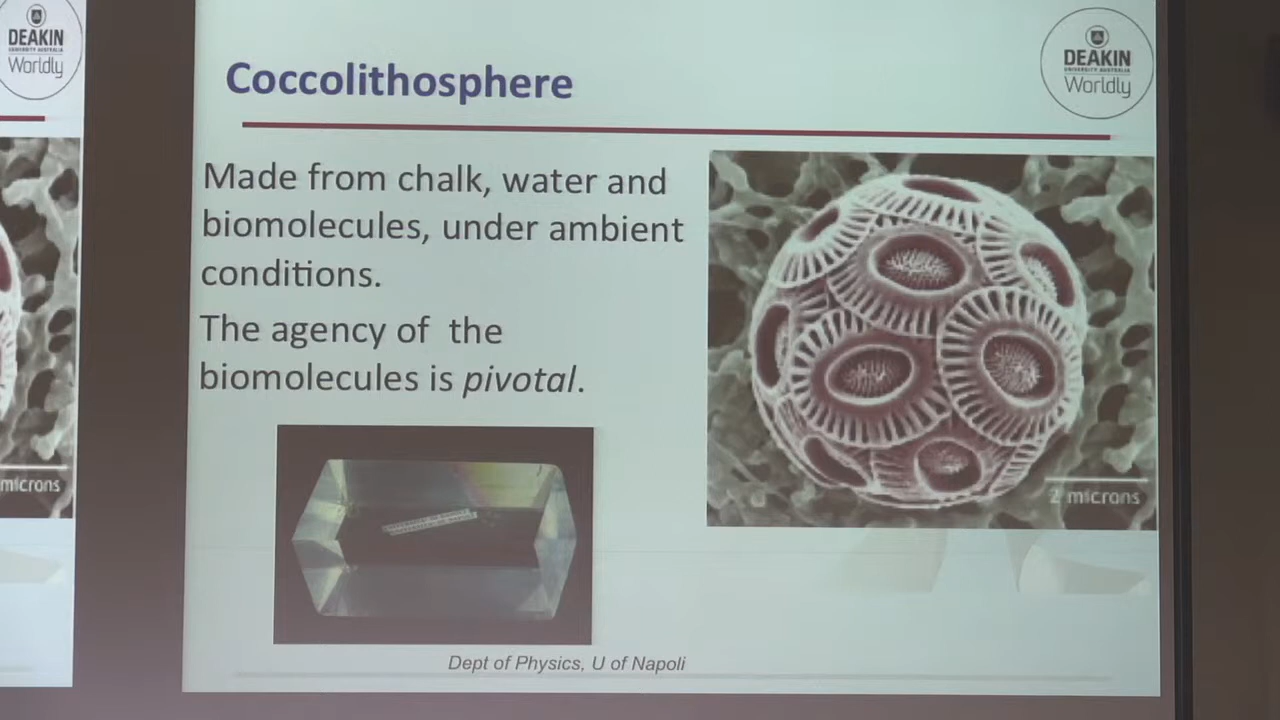 DEAKIN
UNIVERSITY AUSTRALIA
Worldly
microns
Coccolithosphere
DEAKIN
UNIVERSITY AUSTRALIA
Worldly
Made from chalk, water and
biomolecules, under ambient
conditions.
The agency of the
biomolecules is pivotal.
2 microns
Dept of Physics, U of Napoli